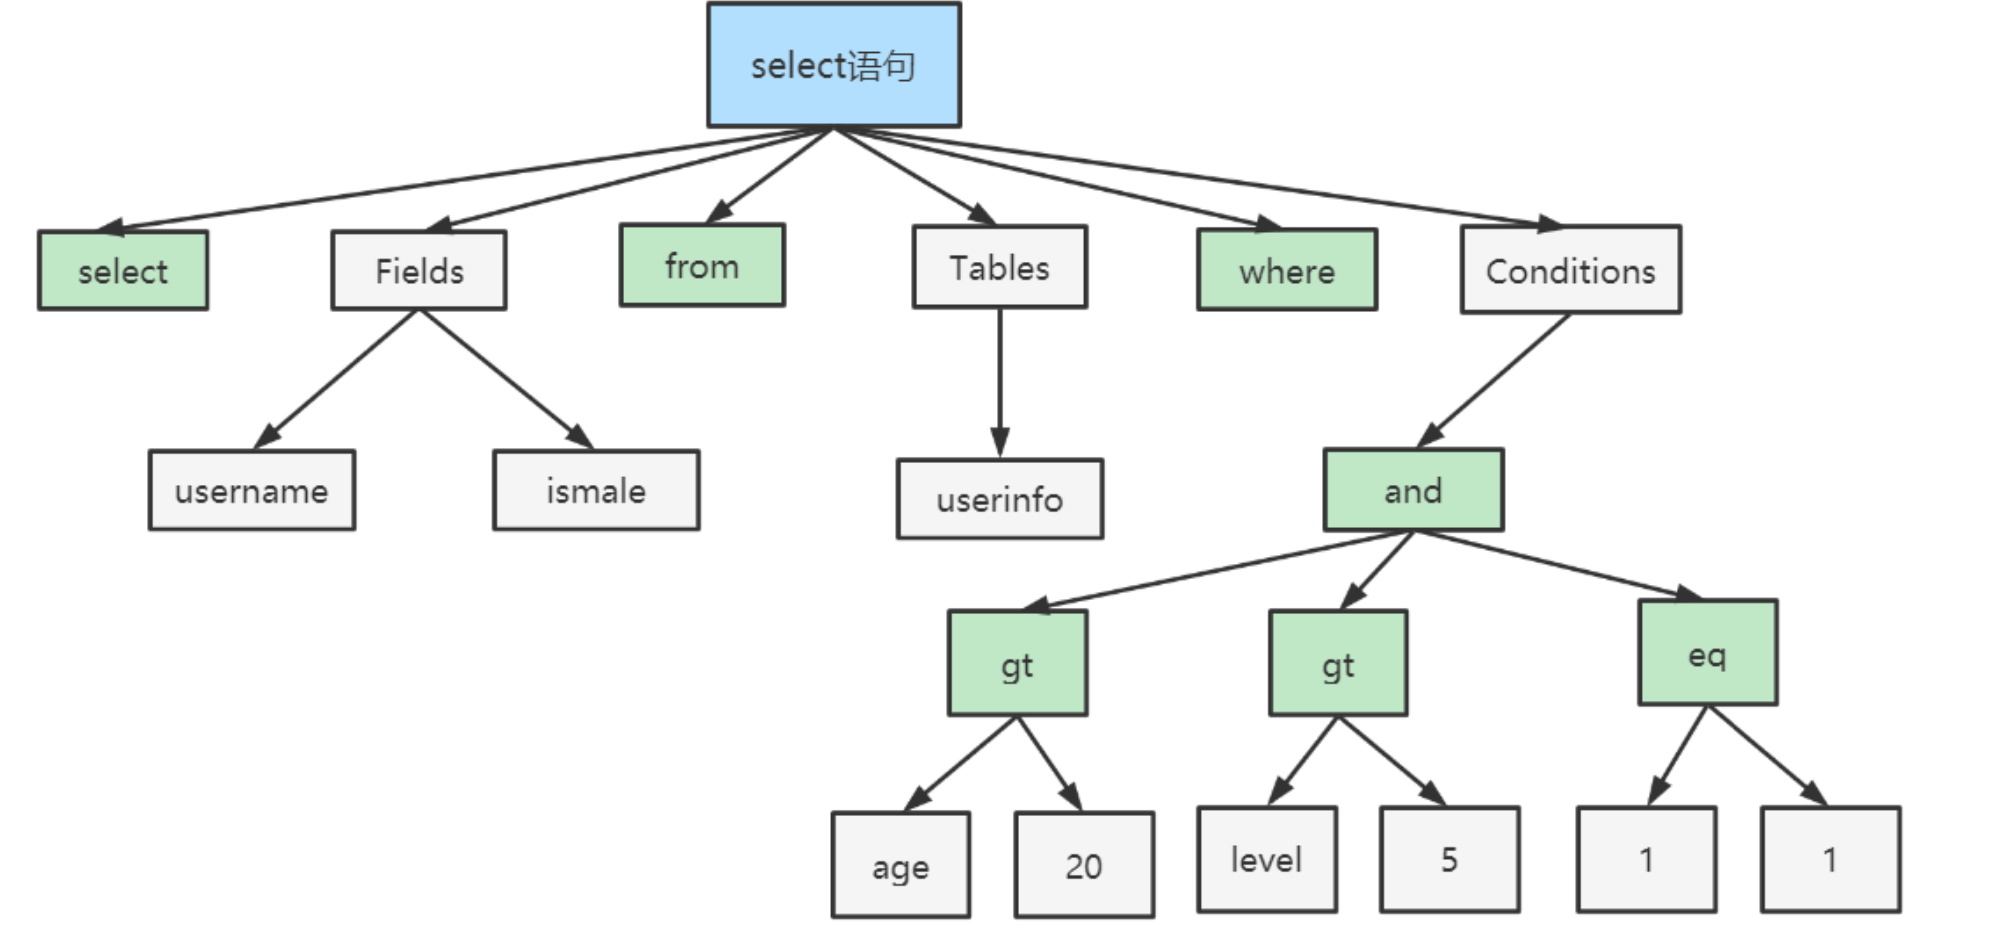 select语句
select
Fields
from
Tables
where
Conditions
username
ismale
userinfo
and
gt
gt
eq
age
20
level
5
1
1